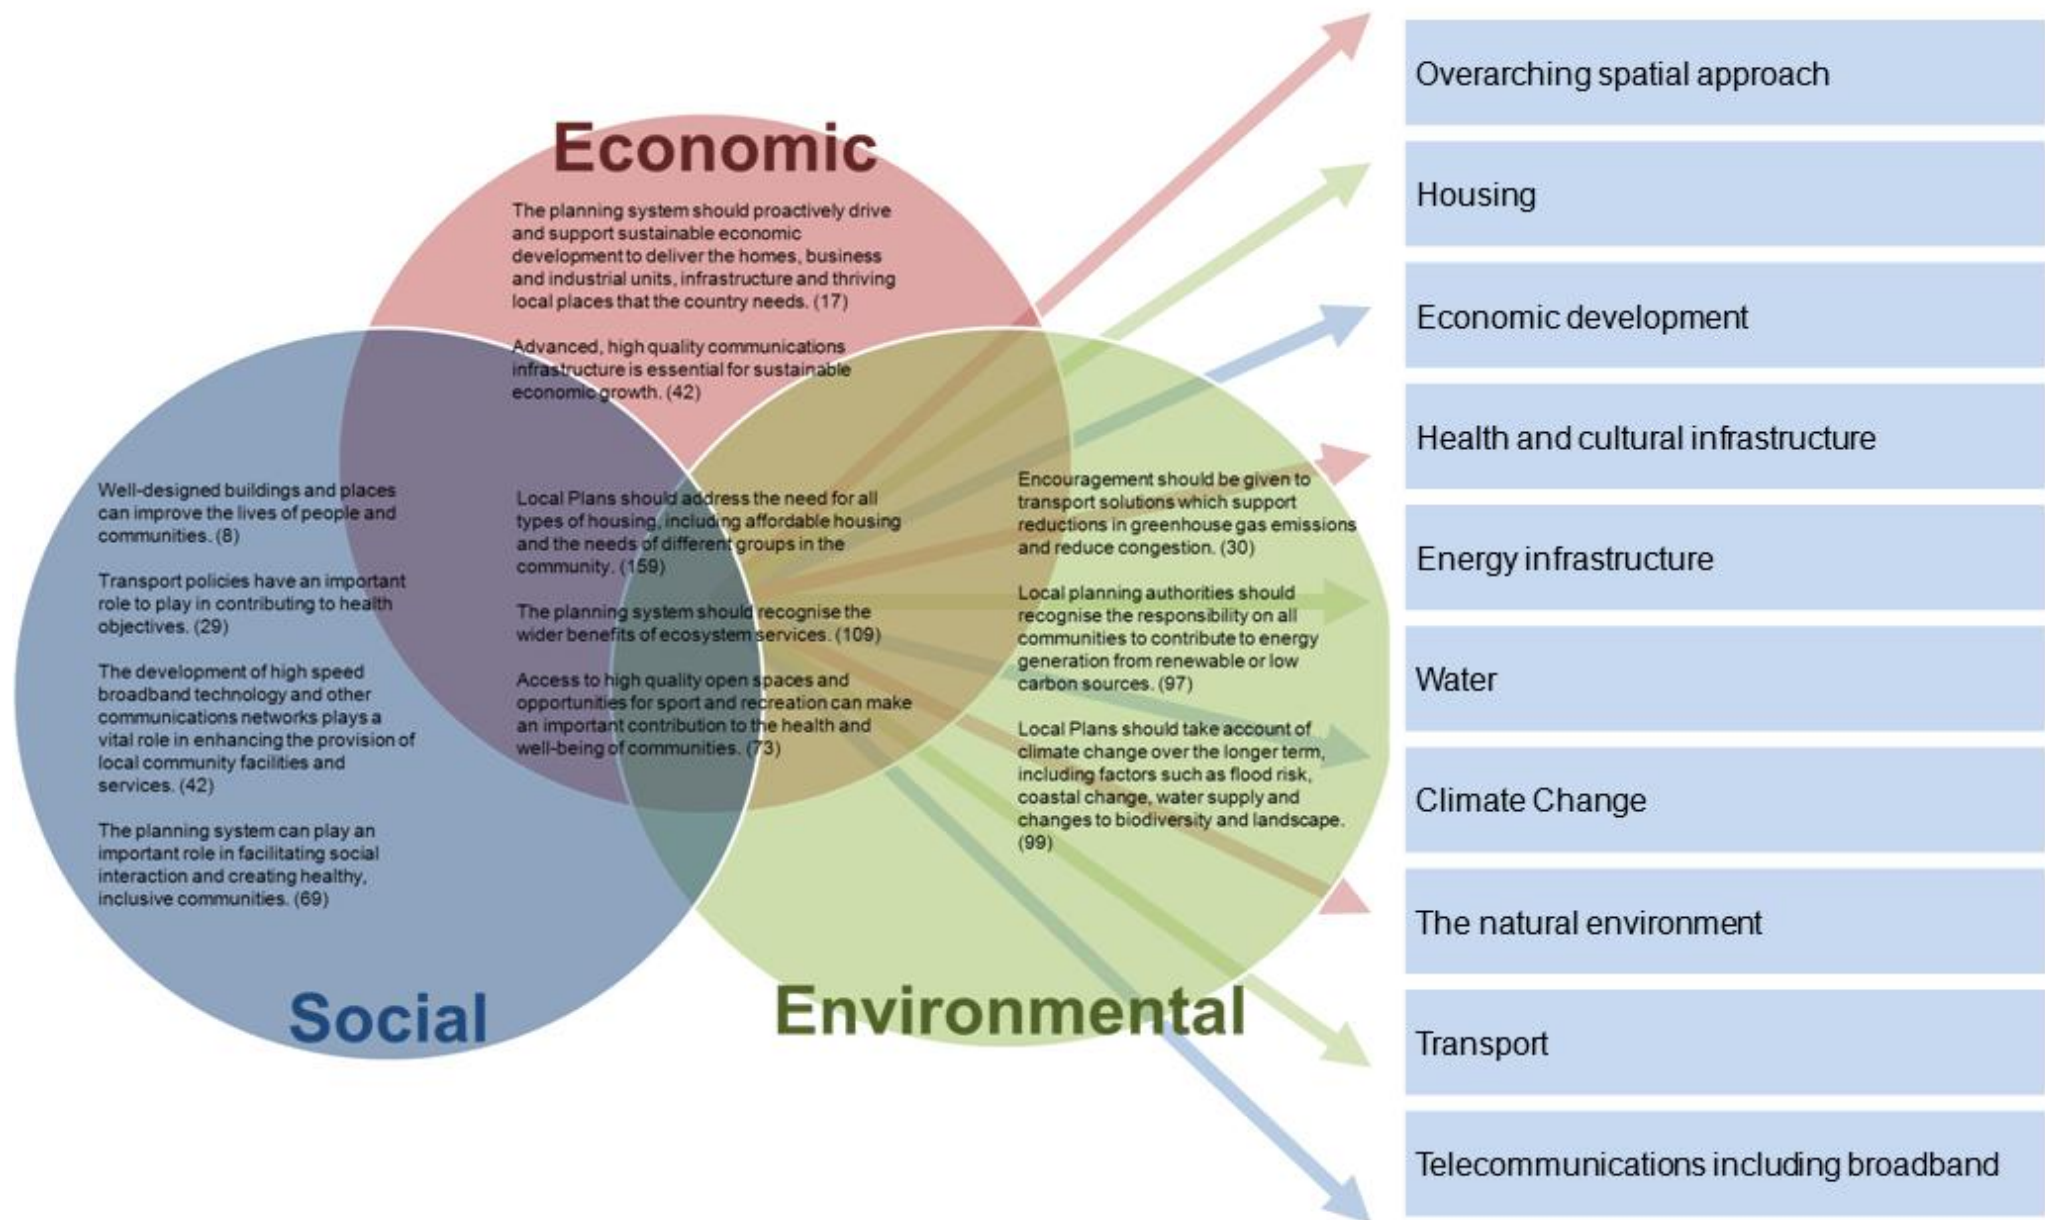 Economic
The planning system should proactively drive
and support sustainable economic
development to deliver the homes, business
and industrial units, infrastructure and thriving
local places that the country needs. (17)
Advanced, high quality communications
infrastructure is essential for sustainable
economic growth. (42)
Well-designed buildings and places
can improve the lives of people and
communities. (8)
Transport policies have an important
role to play in contributing to health
objectives. (29)
The development of high speed
broadband technology and other
communications networks plays a
vital role in enhancing the provision of
local community facilities and
services. (42)
The planning system can play an
important role in facilitating social
interaction and creating healthy,
inclusive communities. (69)
Social
Local Plans should address the need for all
types of housing, including affordable housing
and the needs of different groups in the
community. (159)
The planning system should recognise the
wider benefits of ecosystem services. (109)
Access to high quality open spaces and
opportunities for sport and recreation can make
an important contribution to the health and
well-being of communities. (73)
Encouragement should be given to
transport solutions which support
reductions in greenhouse gas emissions
and reduce congestion. (30)
Local planning authorities should
recognise the responsibility on all
communities to contribute to energy
generation from renewable or low
carbon sources. (97)
Local Plans should take account of
climate change over the longer term,
including factors such as flood risk,
coastal change, water supply and
changes to biodiversity and landscape.
(99)
Environmental
Overarching spatial approach
Housing
Economic development
Health and cultural infrastructure
Energy infrastructure
Water
Climate Change
The natural environment
Transport
Telecommunications including broadband